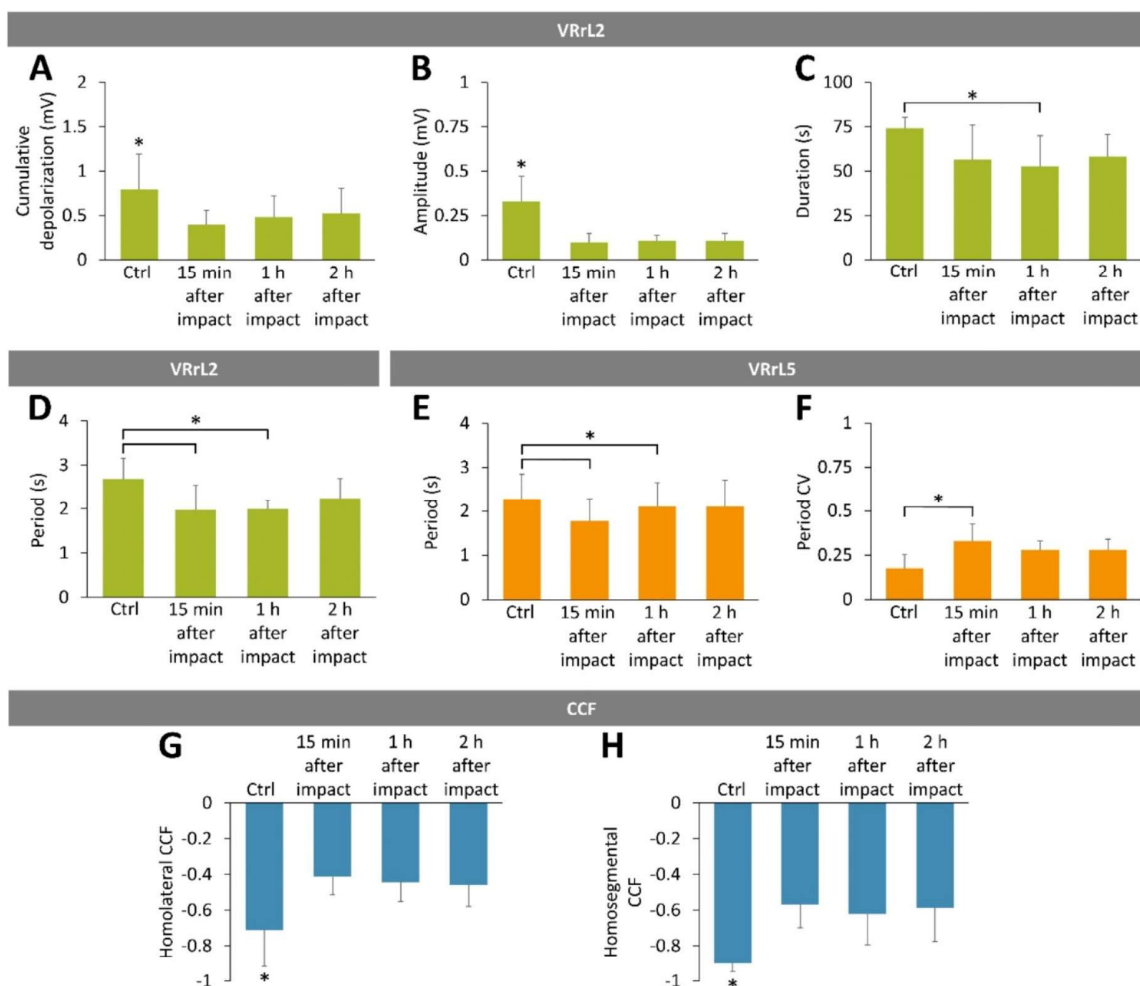 VRrL2
A
Cumulative
depolarization (mV)
2
1.5
1
0.5
0
*
Ctrl
15 min
after
impact
1 h
after
impact
2 h
after
impact
B
Amplitude (mV)
1
0.75
0.5
0.25
0
*
Ctrl
15 min
after
impact
1 h
after
impact
2 h
after
impact
C
Duration (s)
100
75
50
25
0
*
Ctrl
15 min
after
impact
1 h
after
impact
2 h
after
impact
VRrL2
D
Period (s)
4
3
2
1
0
*
Ctrl
15 min
after
impact
1 h
after
impact
2 h
after
impact
VRrL5
E
Period (s)
4
3
2
1
0
*
Ctrl
15 min
after
impact
1 h
after
impact
2 h
after
impact
F
Period CV
1
0.75
0.5
0.25
0
*
Ctrl
15 min
after
impact
1 h
after
impact
2 h
after
impact
CCF
G
Homolateral CCF
Ctrl
15 min
after
impact
1 h
after
impact
2 h
after
impact
0
-0.2
-0.4
-0.6
-0.8
-1
*
H
Homosegmental
CCF
Ctrl
15 min
after
impact
1 h
after
impact
2 h
after
impact
0
-0.2
-0.4
-0.6
-0.8
-1
*